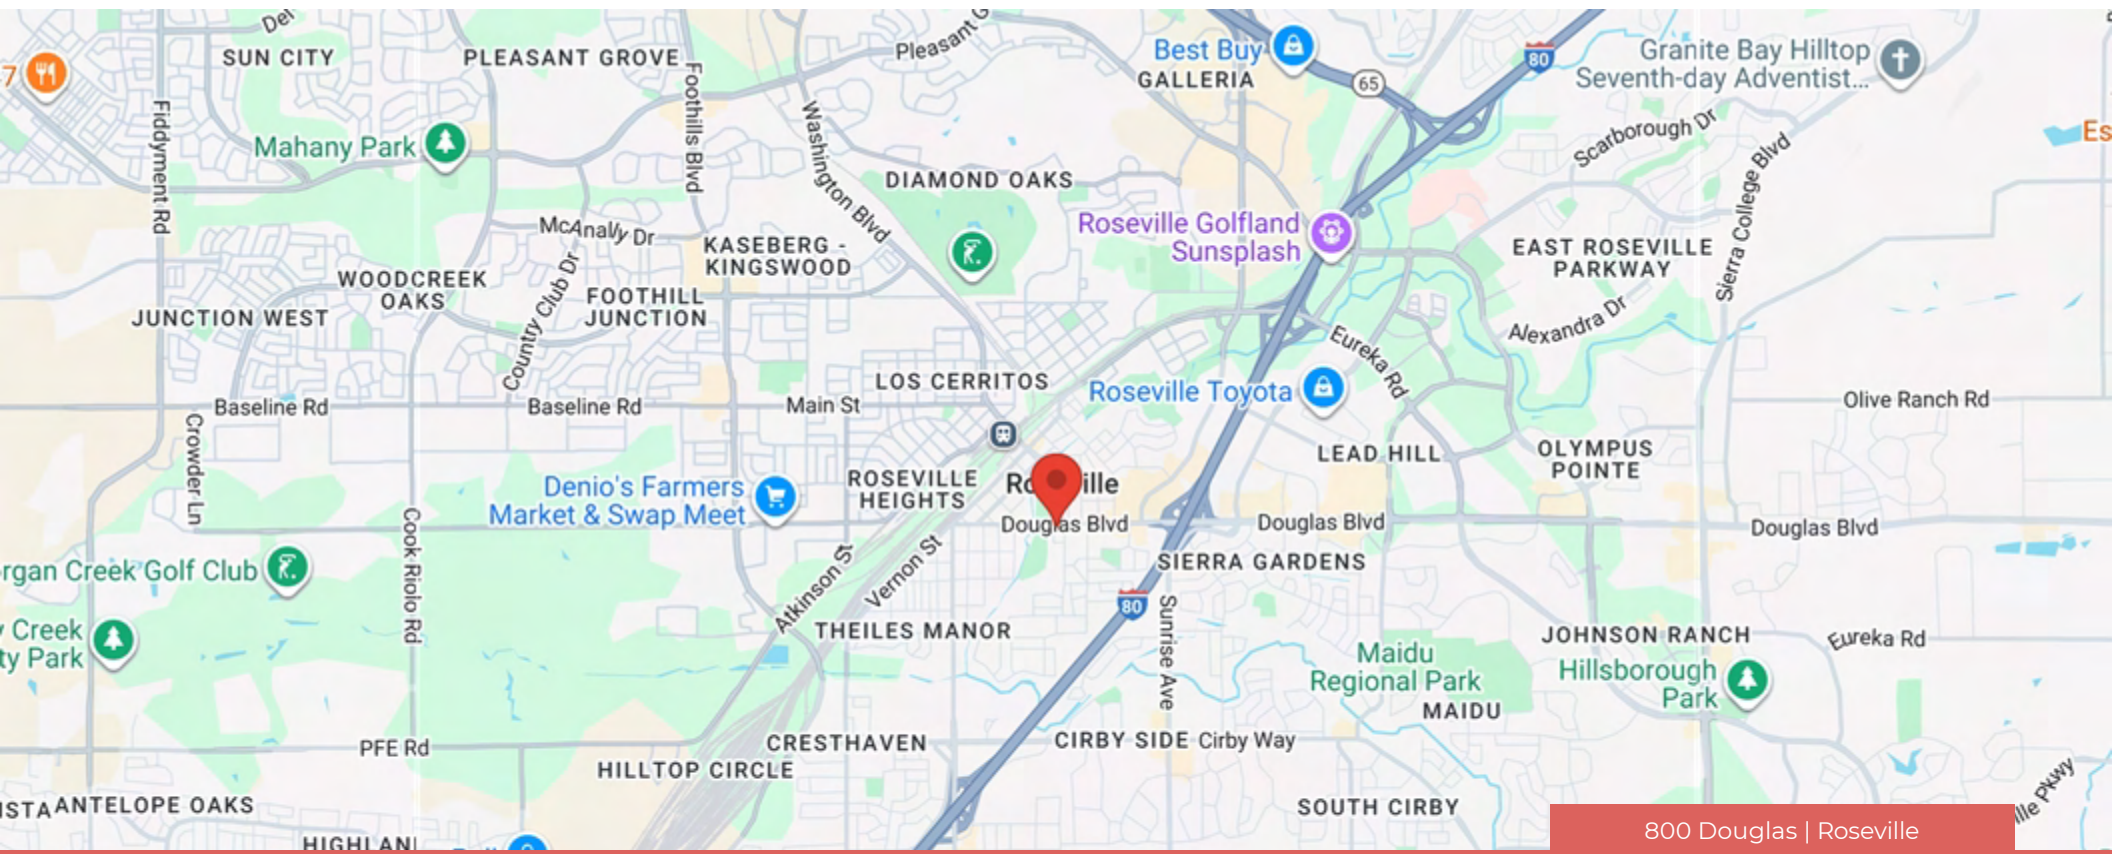 Del
SUN CITY
PLEASANT GROVE
Pleasant G
Best Buy
GALLERIA
65
80
Granite Bay Hilltop
Seventh-day Adventist...
7
Fiddyment Rd
Foothills Blvd
Washington Blvd
Mahany Park
Scarborough Dr
Sierra College Blvd
Es
DIAMOND OAKS
McAnally Dr
KASEBERG -
KINGSWOOD
Roseville Golfland
Sunsplash
EAST ROSEVILLE
PARKWAY
WOODCREEK
OAKS
Country Club Dr
FOOTHILL
JUNCTION
JUNCTION WEST
Alexandra Dr
Eureka Rd
LOS CERRITOS
Roseville Toyota
Baseline Rd
Baseline Rd
Main St
Olive Ranch Rd
Crowder Ln
LEAD HILL
OLYMPUS
POINTE
Denio's Farmers
Market & Swap Meet
ROSEVILLE
HEIGHTS
Ro ille
Douglas Blvd
Douglas Blvd
Douglas Blvd
Cook Riolo Rd
rgan Creek Golf Club
Atkinson St
Vernon St
SIERRA GARDENS
80
Sunrise Ave
y Creek
ty Park
THEILES MANOR
JOHNSON RANCH
Eureka Rd
Maidu
Regional Park
Hillsborough
Park
MAIDU
PFE Rd
CRESTHAVEN
CIRBY SIDE
Cirby Way
HILLTOP CIRCLE
ISTA
ANTELOPE OAKS
SOUTH CIRBY
lle Pkwy
HIGHLAN
800 Douglas | Roseville